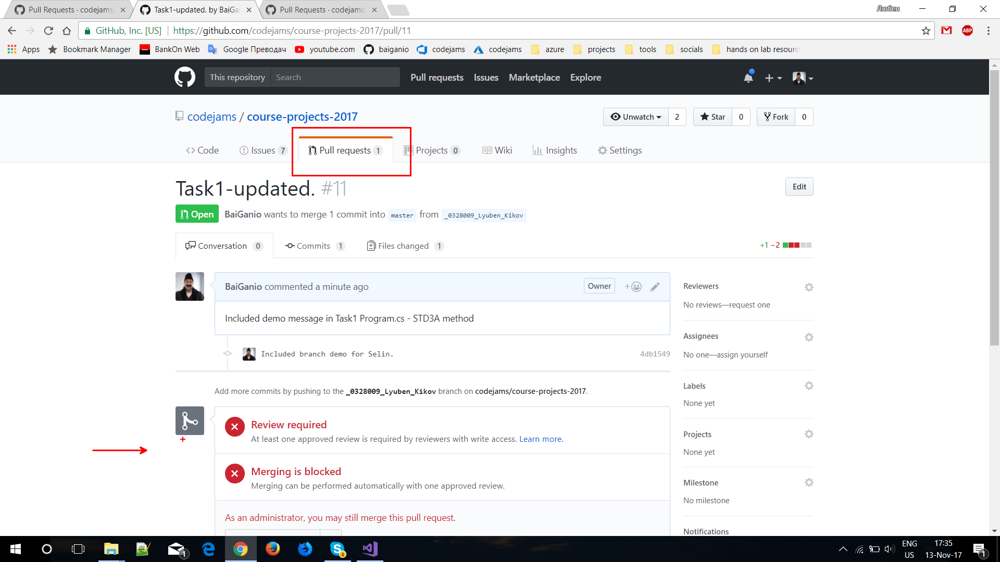 Pull Requests · codejams
Task1-updated. by BaiGa
Pull Requests · codejams
Любен
GitHub, Inc. [US]
https://github.com/codejams/course-projects-2017/pull/11
ABP
Apps
Bookmark Manager
BankOn Web
Google Преводач
youtube.com
baiganio
codejams
codejams
azure
projects
tools
socials
hands on lab resourc
This repository
Search
Pull requests
Issues
Marketplace
Explore
codejams / course-projects-2017
Unwatch 2
Star 0
Fork 0
Code
Issues 7
Pull requests 1
Projects 0
Wiki
Insights
Settings
Task1-updated. #11
Edit
Open
BaiGanio wants to merge 1 commit into master from _0328009_Lyuben_Kikov
Conversation 0
Commits 1
Files changed 1
+1 −2
BaiGanio commented a minute ago
Owner
Included demo message in Task1 Program.cs - STD3A method
Included branch demo for Selin.
4db1549
Add more commits by pushing to the _0328009_Lyuben_Kikov branch on codejams/course-projects-2017.
Review required
At least one approved review is required by reviewers with write access. Learn more.
Merging is blocked
Merging can be performed automatically with one approved review.
As an administrator, you may still merge this pull request.
Reviewers
No reviews—request one
Assignees
No one—assign yourself
Labels
None yet
Projects
None yet
Milestone
No milestone
Notifications
1
1
ENG
US
17:35
13-Nov-17
1